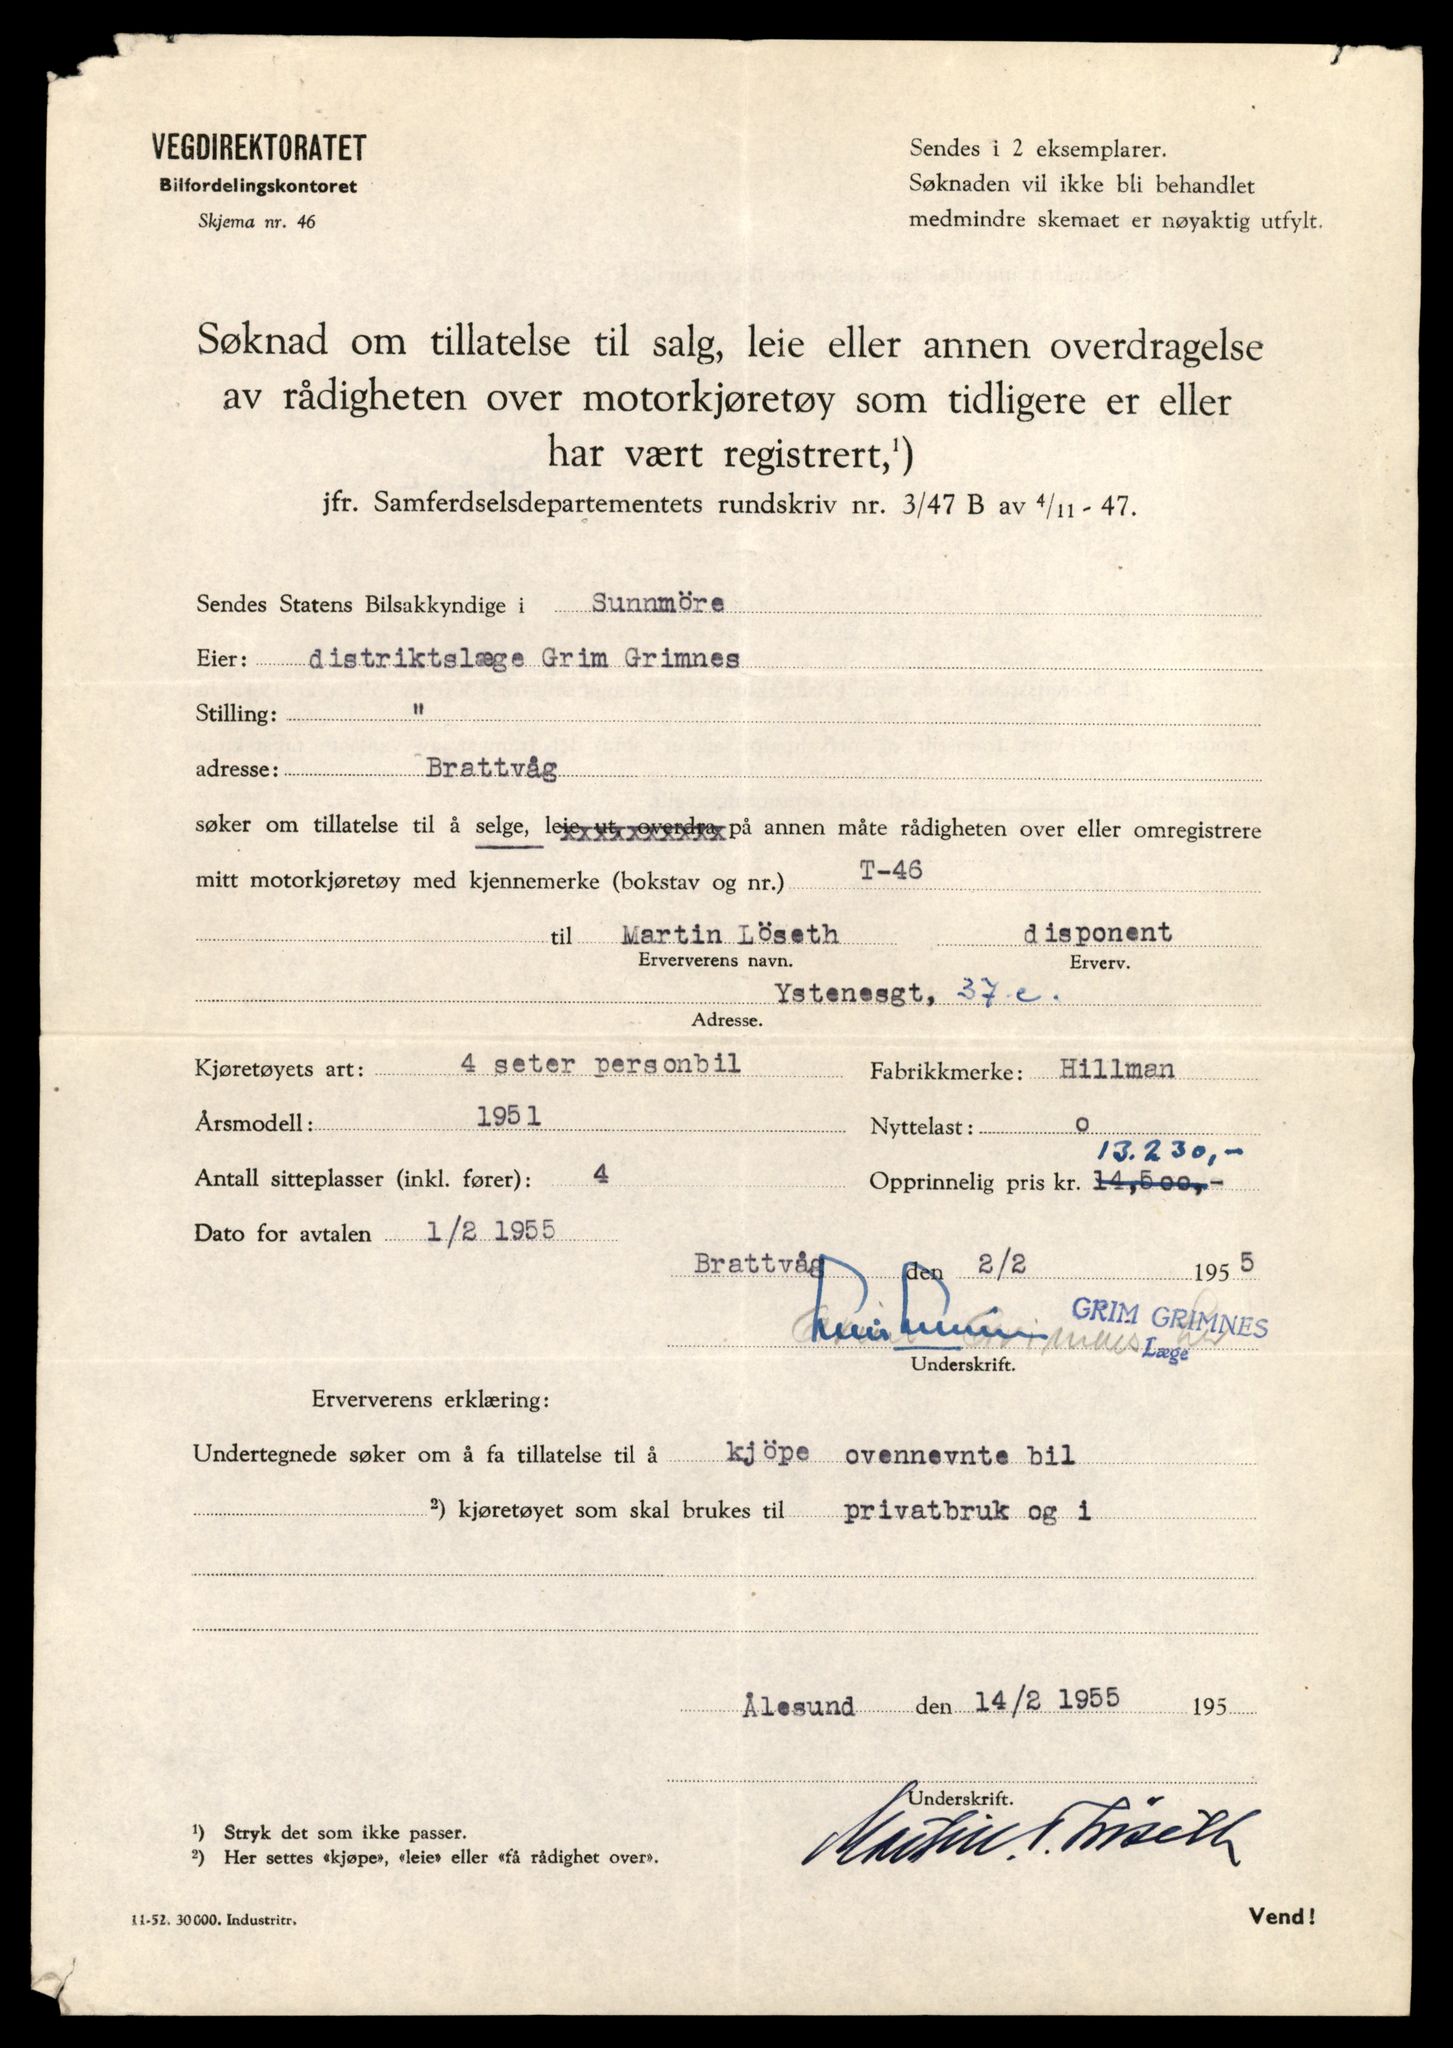 VEGDIREKTORATET
Bilfordelingskontoret
Skjema nr. 46
Sendes i 2 eksemplarer.
Søknaden vil ikke bli behandlet
medmindre skemaet er nøyaktig utfylt.
Søknad om tillatelse til salg, leie eller annen overdragelse
av rådigheten over motorkjøretøy som tidligere er eller
har vært registrert,¹)
jfr. Samferdselsdepartementets rundskriv nr. 3/47 B av 4/11 - 47.
Sendes Statens Bilsakkyndige i Sunnmöre
Eier: distriktslæge Grim Grimnes
Stilling: "
adresse: Brattvåg
søker om tillatelse til å selge, leie ut, overdra på annen måte rådigheten over eller omregistrere
mitt motorkjøretøy med kjennemerke (bokstav og nr.) T-46
til Martin Löseth disponent
Erververens navn. Erverv.
Ystenesgt, 37 e.
Adresse.
Kjøretøyets art: 4 seter personbil Fabrikkmerke: Hillman
Årsmodell: 1951 Nyttelast: o
13.230,-
Antall sitteplasser (inkl. fører): 4 Opprinnelig pris kr. 14,500,-
Dato for avtalen 1/2 1955
Brattvåg den 2/2 1955
GRIM GRIMNES
Læge
Underskrift.
Erververens erklæring:
Undertegnede søker om å fa tillatelse til å kjöpe ovennevnte bil
²) kjøretøyet som skal brukes til privatbruk og i
Ålesund den 14/2 1955 195
Underskrift.
Martin T. Løseth
¹) Stryk det som ikke passer.
²) Her settes «kjøpe», «leie» eller «få rådighet over».
11-52. 30 000. Industritr.
Vend!